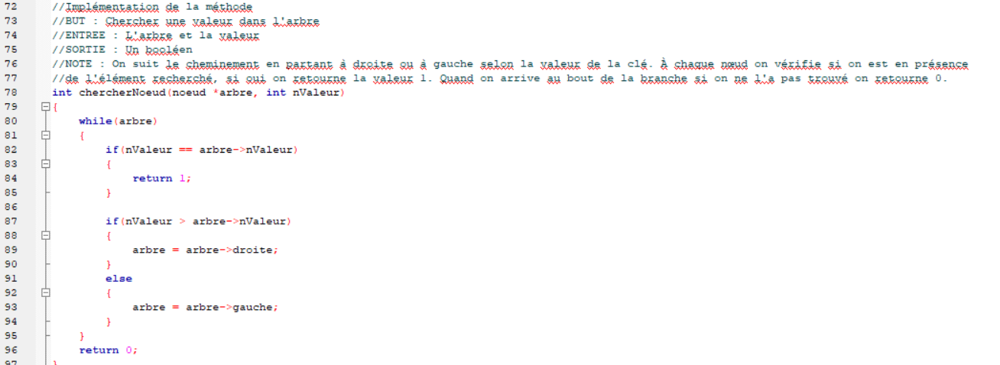 72 //Implémentation de la méthode
73 //BUT : Chercher une valeur dans l'arbre
74 //ENTREE : L'arbre et la valeur
75 //SORTIE : Un booléen
76 //NOTE : On suit le cheminement en partant à droite ou à gauche selon la valeur de la clé. À chaque nœud on vérifie si on est en présence
77 //de l'élément recherché, si oui on retourne la valeur 1. Quand on arrive au bout de la branche si on ne l'a pas trouvé on retourne 0.
78 int chercherNoeud(noeud *arbre, int nValeur)
79 {
80 while(arbre)
81 {
82 if(nValeur == arbre->nValeur)
83 {
84 return 1;
85 }
86
87 if(nValeur > arbre->nValeur)
88 {
89 arbre = arbre->droite;
90 }
91 else
92 {
93 arbre = arbre->gauche;
94 }
95 }
96 return 0;
97 }